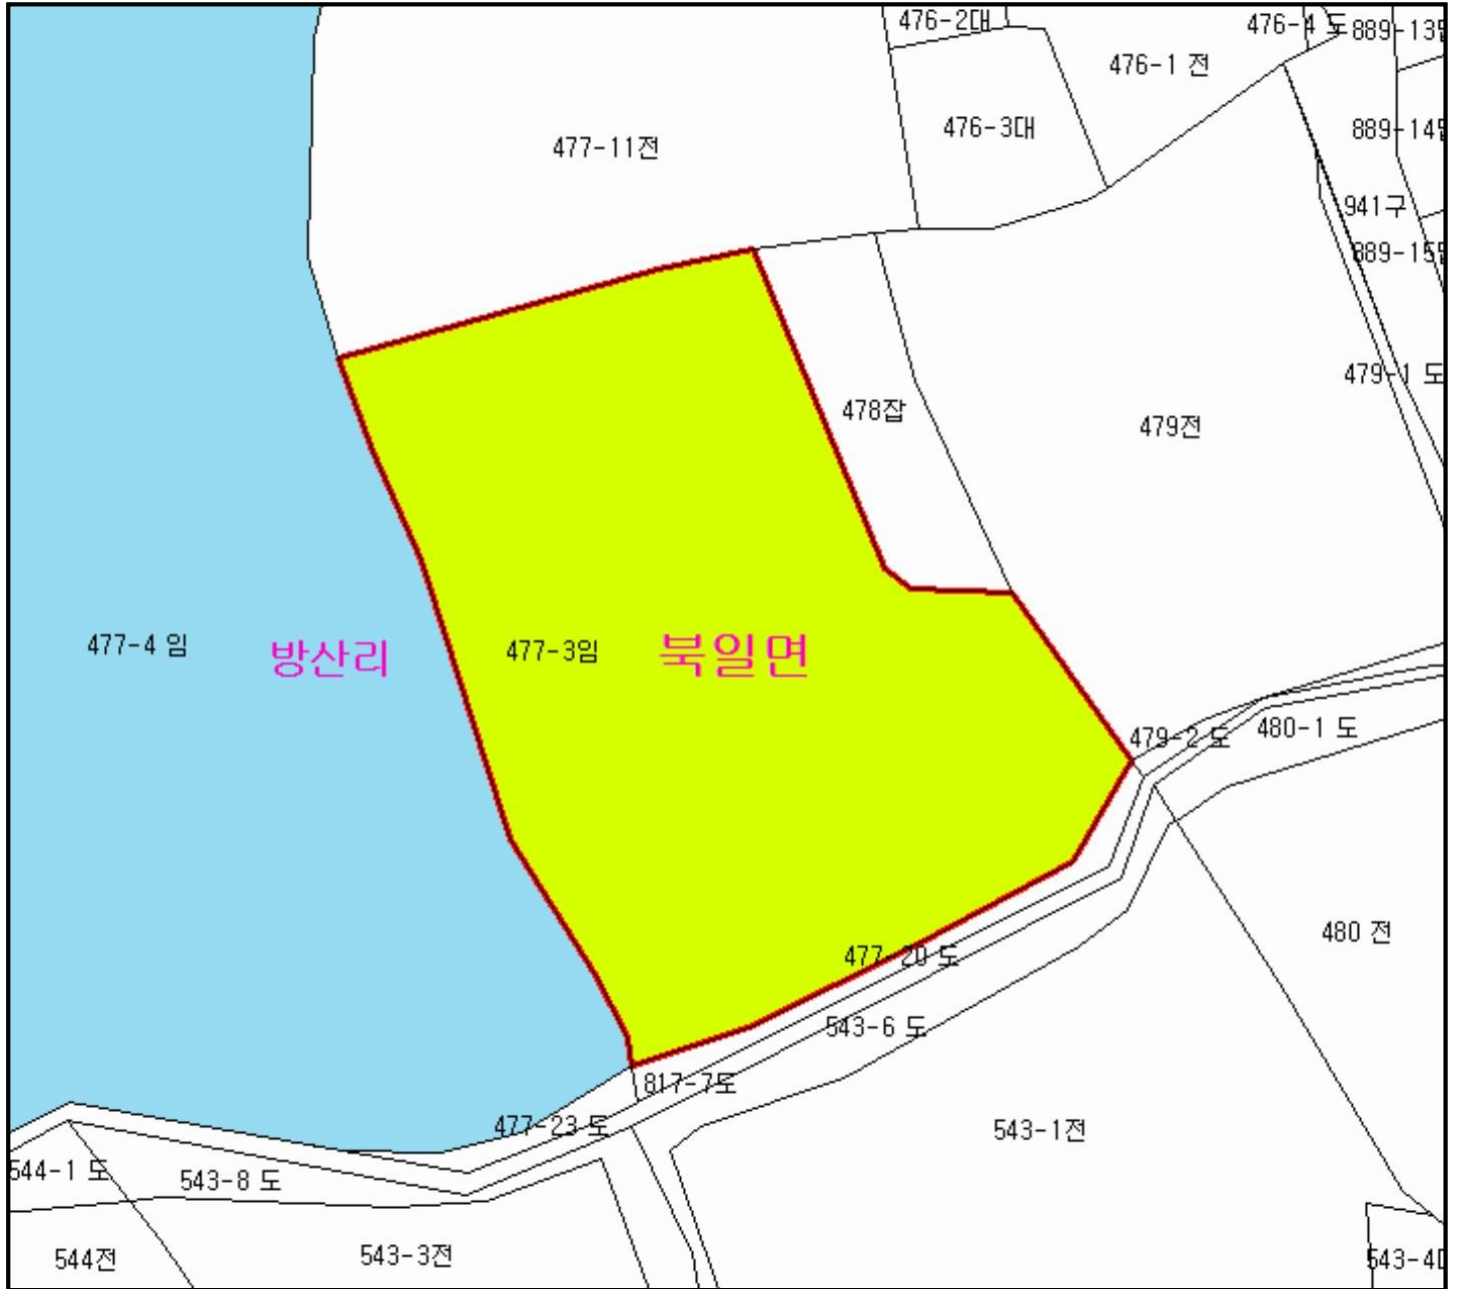 476-2대
476-4 도
889-13
476-1 전
476-3대
889-14
477-11전
941구
889-15
479-1 도
478잡
479전
477-4 임
방산리
477-3임
북일면
479-2 도
480-1 도
480 전
477-20 도
543-6 도
817-7도
477-23 도
543-1전
544-1 도
543-8 도
544전
543-3전
543-4